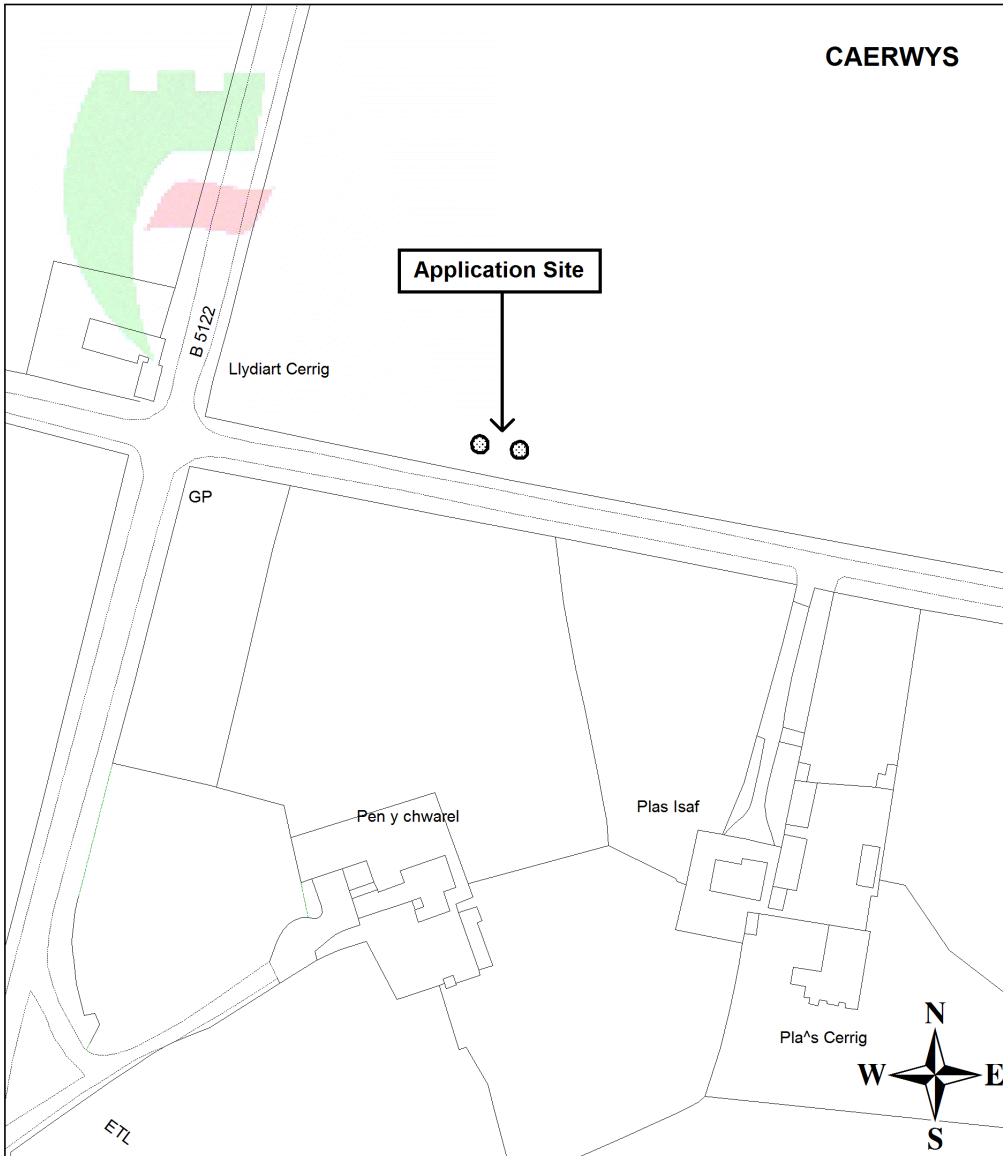 CAERWYS
Application Site
B 5122
Llydiart Cerrig
GP
Pen y chwarel
Plas Isaf
Pla^s Cerrig
ETL
N
W
E
S